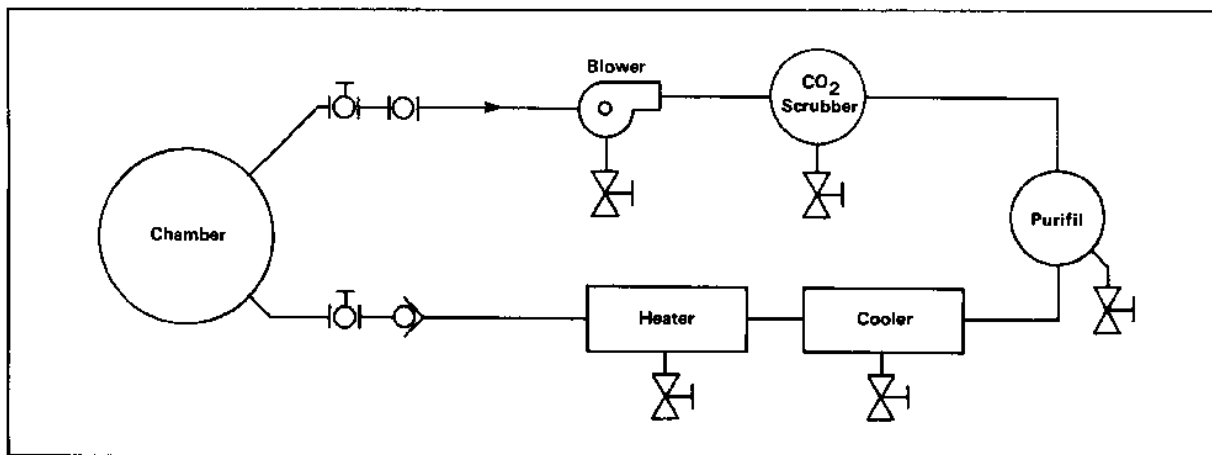 Blower
CO2
Scrubber
Chamber
Purifil
Heater
Cooler